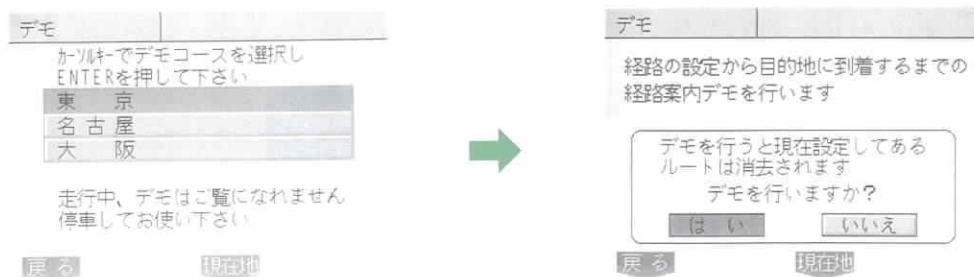 デモ
カーソルキーでデモコースを選択し
ENTERを押して下さい
東 京
名古屋
大 阪
走行中、デモはご覧になれません
停車してお使い下さい
戻る
現在地
デモ
経路の設定から目的地に到着するまでの
経路案内デモを行います
デモを行うと現在設定してある
ルートは消去されます
デモを行いますか?
はい
いいえ
戻る
現在地